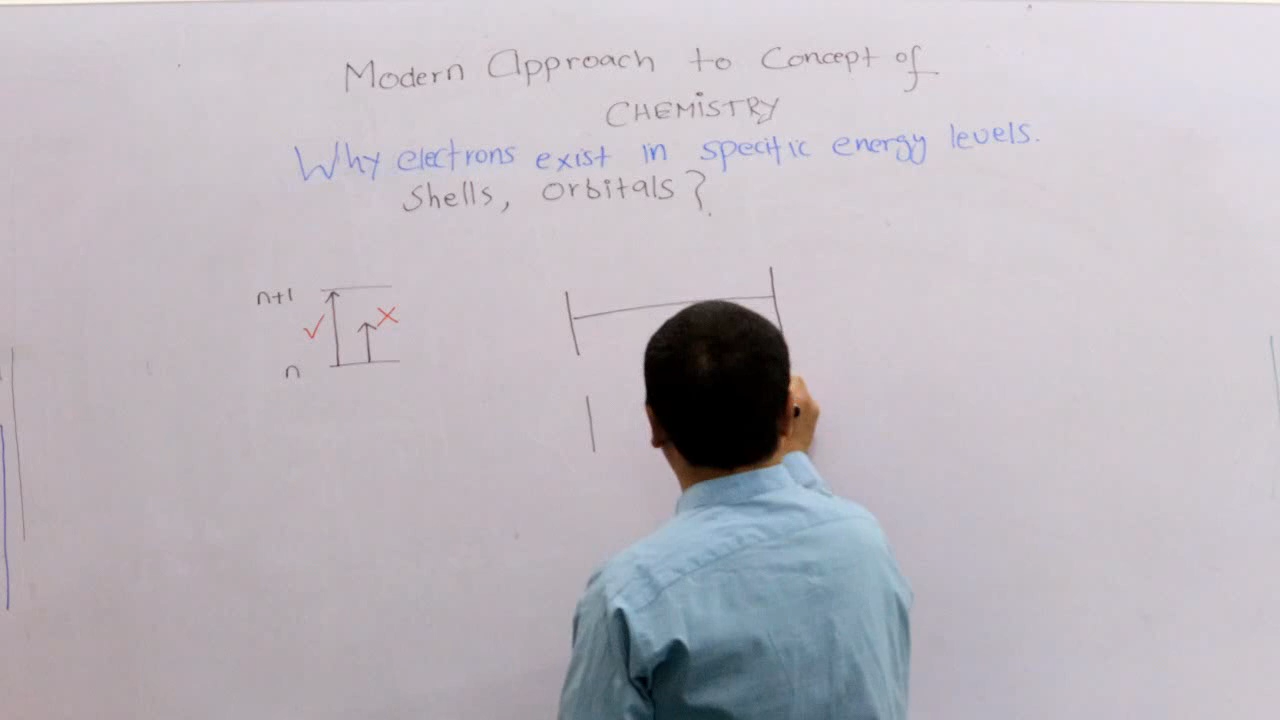 Modern Approach to Concept of
CHEMiSTRY
Why electrons exist in specific energy levels.
Shells, Orbitals?
n+1
n